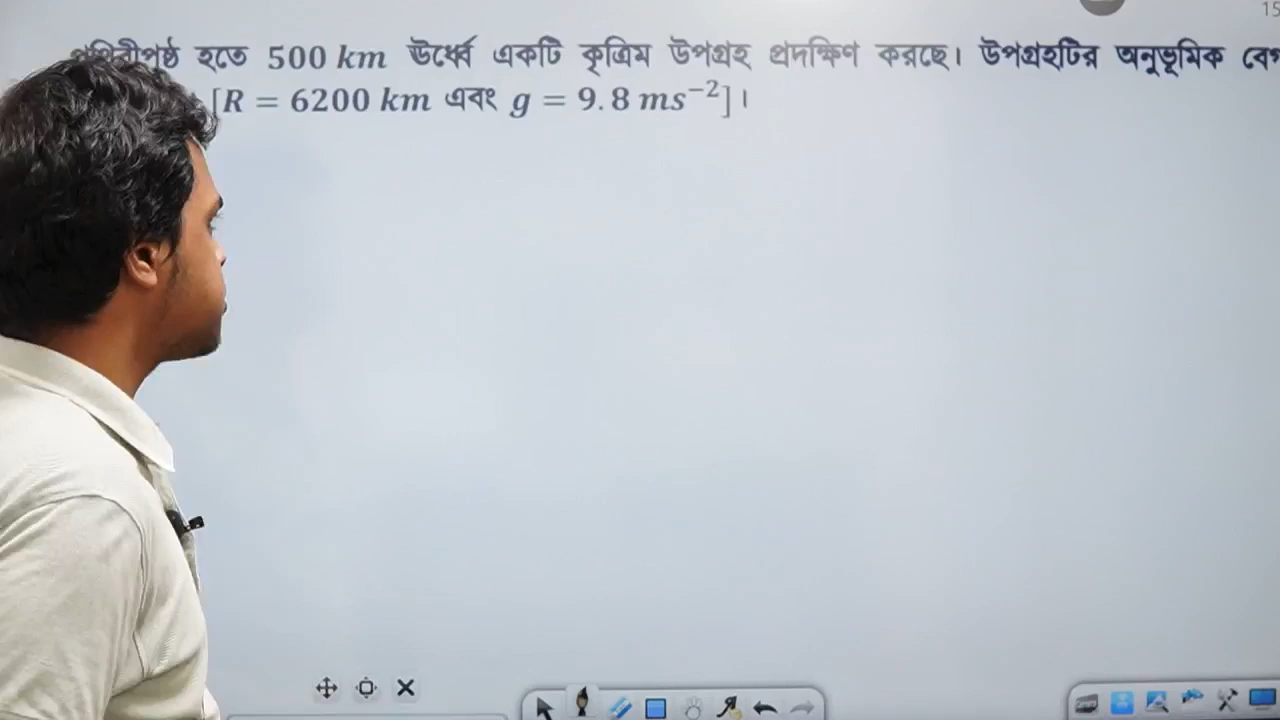 পৃথিবীপৃষ্ঠ হতে 500 km ঊর্ধ্বে একটি কৃত্রিম উপগ্রহ প্রদক্ষিণ করছে। উপগ্রহটির অনুভূমিক
[R = 6200 km এবং g = 9.8 ms⁻²]।
15